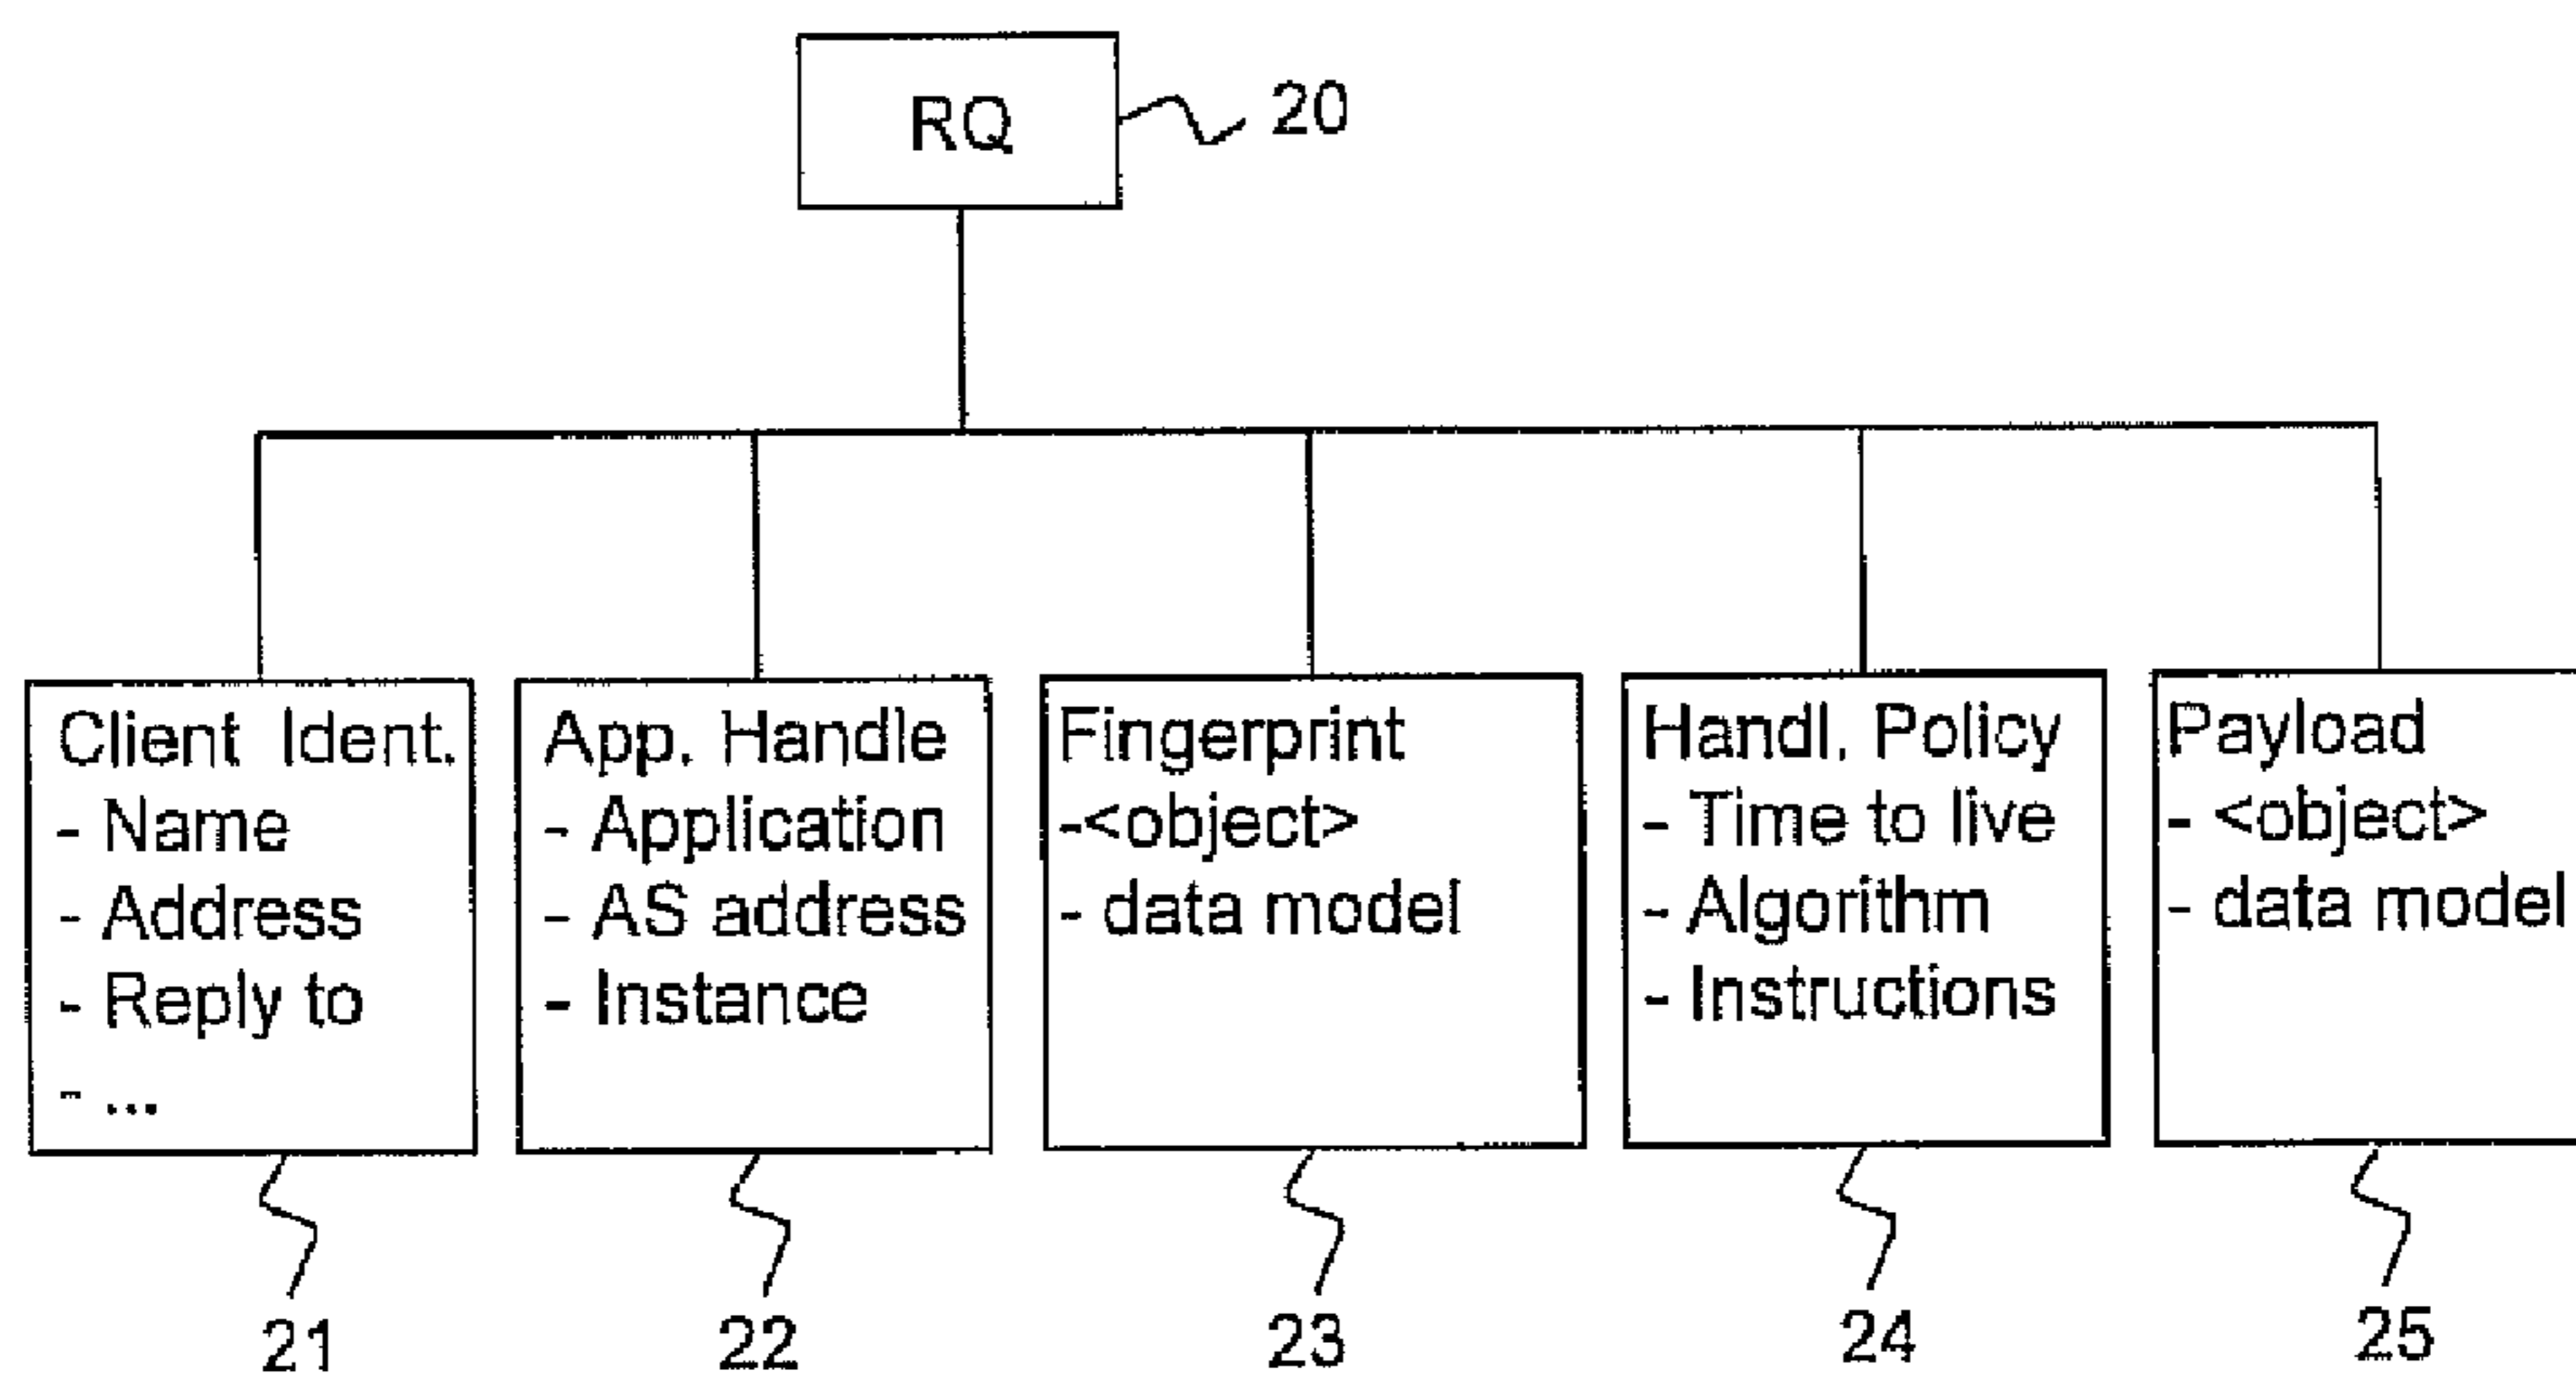 RQ
20
Client Ident.
- Name
- Address
- Reply to
- ...
App. Handle
- Application
- AS address
- Instance
Fingerprint
-<object>
- data model
Handl. Policy
- Time to live
- Algorithm
- Instructions
Payload
- <object>
- data model
21
22
23
24
25